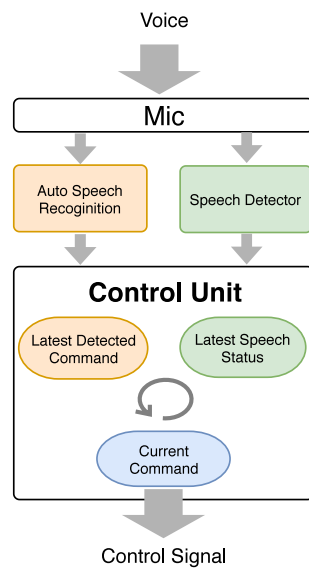 Voice
Mic
Auto Speech
Recoginition
Speech Detector
Control Unit
Latest Detected
Command
Latest Speech
Status
Current
Command
Control Signal